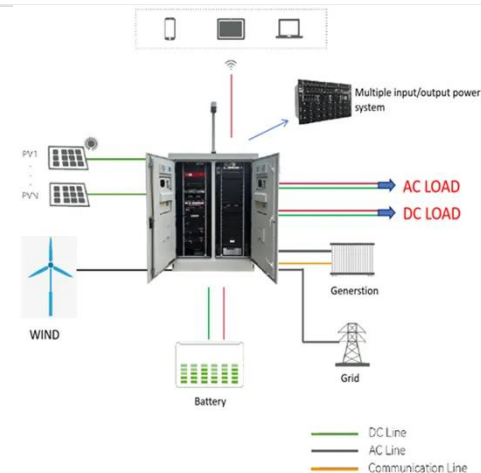 Multiple input/output power
system
PV1
PVN
AC LOAD
DC LOAD
WIND
Generstion
Grid
Battery
DC Line
AC Line
Communication Line